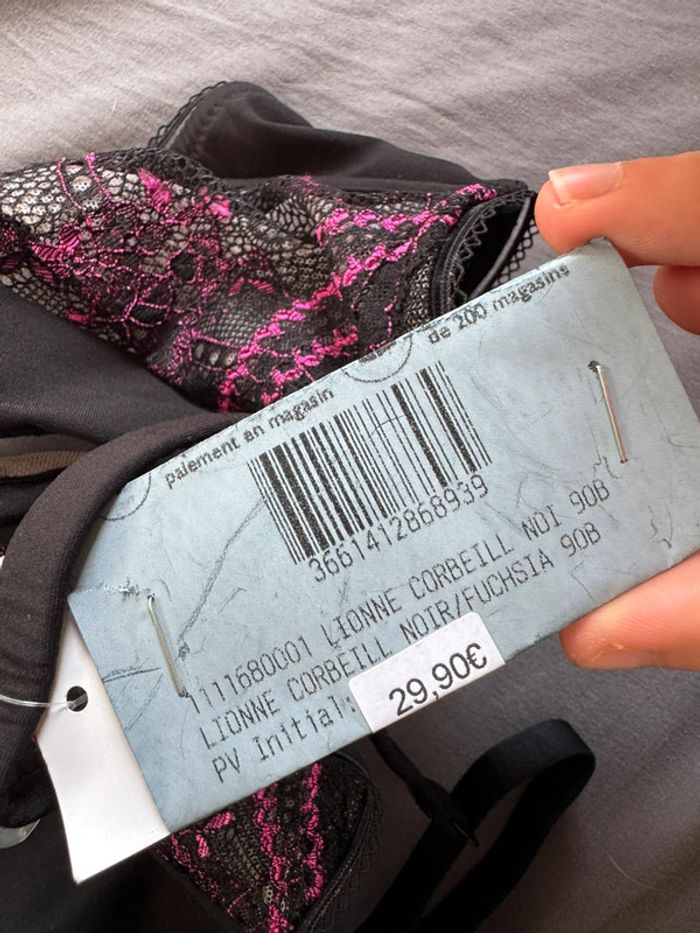 de 200 magasins
paiement en magasin
3661412868939
1111680001 LIONNE CORBEILL NOI 90B
LIONNE CORBEILL NOIR/FUCHSIA 90B
PV Initial:
29,90€